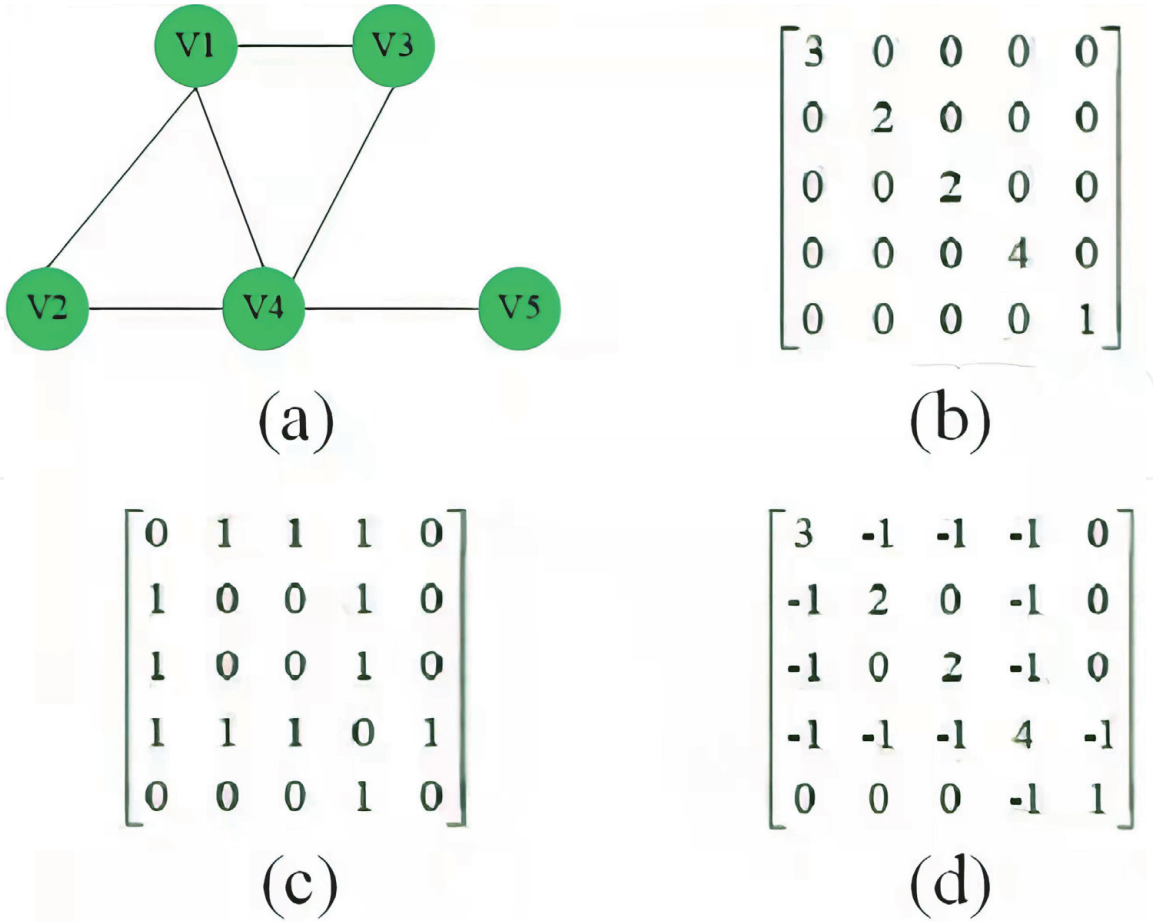 V1 V3
V2 V4 V5
(a)
3 0 0 0 0
0 2 0 0 0
0 0 2 0 0
0 0 0 4 0
0 0 0 0 1
(b)
0 1 1 1 0
1 0 0 1 0
1 0 0 1 0
1 1 1 0 1
0 0 0 1 0
(c)
3 -1 -1 -1 0
-1 2 0 -1 0
-1 0 2 -1 0
-1 -1 -1 4 -1
0 0 0 -1 1
(d)